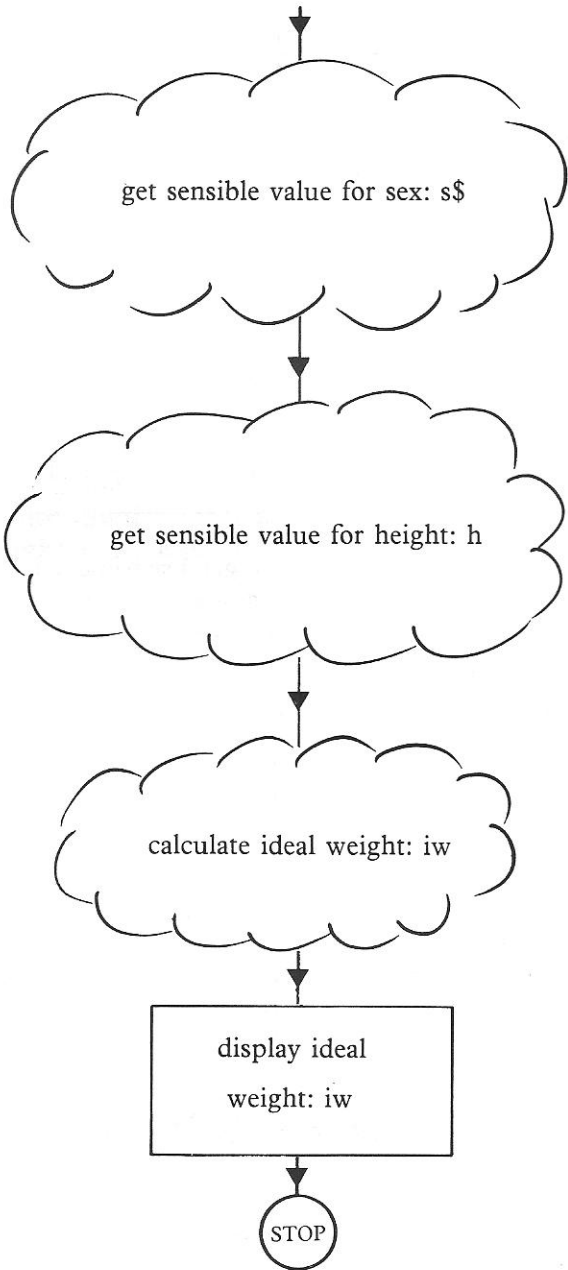 get sensible value for sex: s$
get sensible value for height: h
calculate ideal weight: iw
display ideal
weight: iw
STOP